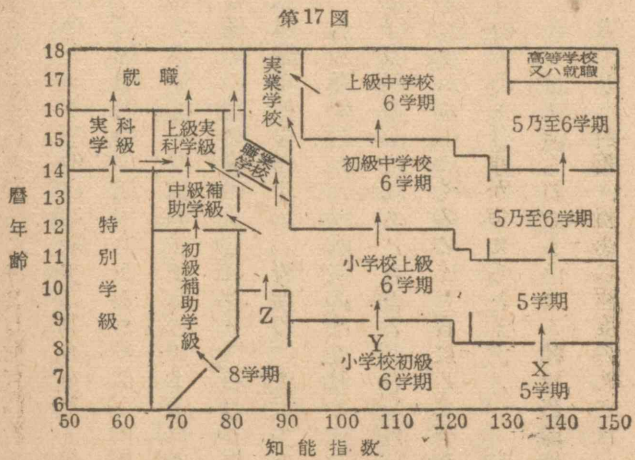 第17図
18
17
16
15
14
13
12
11
10
9
8
7
6
暦年齢
就職
実業学校
上級中学校
6学期
高等学校
又ハ就職
5乃至6学期
実科
学級
上級実
科学級
職業
学校
初級中学校
6学期
中級補
助学級
5乃至6学期
特別学級
初級補助学級
小学校上級
6学期
5学期
Z
Y
X
8学期
小学校初級
6学期
5学期
50 60 70 80 90 100 110 120 130 140 150
知能指数